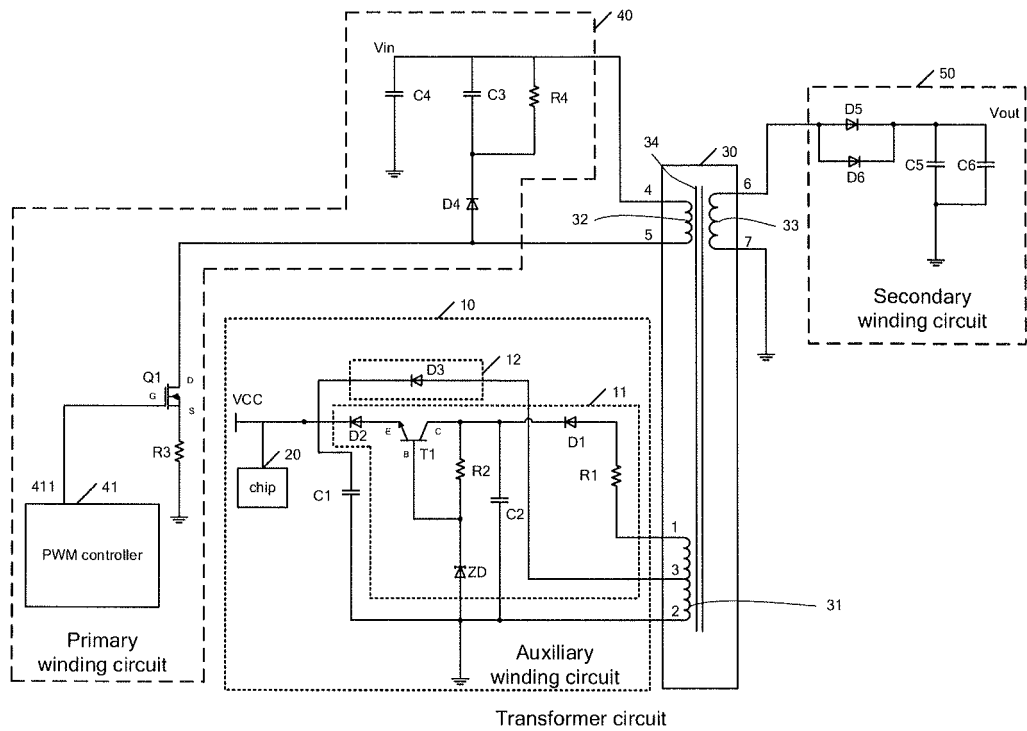 40
Vin
C4
C3
R4
50
D5
Vout
D6
C5
C6
34
30
4
6
32
33
D4
5
7
Secondary
winding circuit
10
12
D3
11
Q1
D
G
S
VCC
D2
E
C
B
T1
D1
R3
20
chip
R2
R1
C1
C2
411
41
1
PWM controller
ZD
3
2
31
Primary
winding circuit
Auxiliary
winding circuit
Transformer circuit